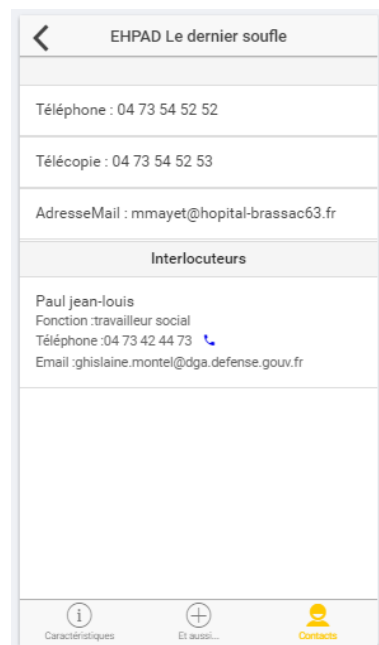 EHPAD Le dernier soufle
Téléphone : 04 73 54 52 52
Télécopie : 04 73 54 52 53
AdresseMail : mmayet@hopital-brassac63.fr
Interlocuteurs
Paul jean-louis
Fonction :travailleur social
Téléphone :04 73 42 44 73
Email :ghislaine.montel@dga.defense.gouv.fr
Caractéristiques
Et aussi...
Contacts